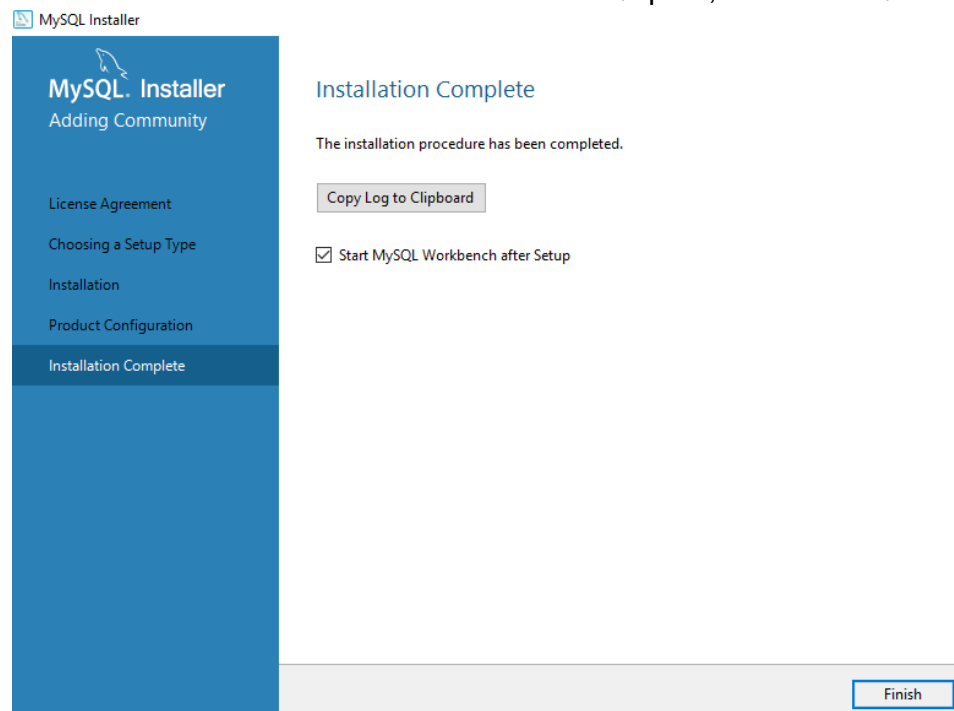 MySQL Installer
MySQL. Installer
Adding Community
License Agreement
Choosing a Setup Type
Installation
Product Configuration
Installation Complete
Installation Complete
The installation procedure has been completed.
Copy Log to Clipboard
Start MySQL Workbench after Setup
Finish